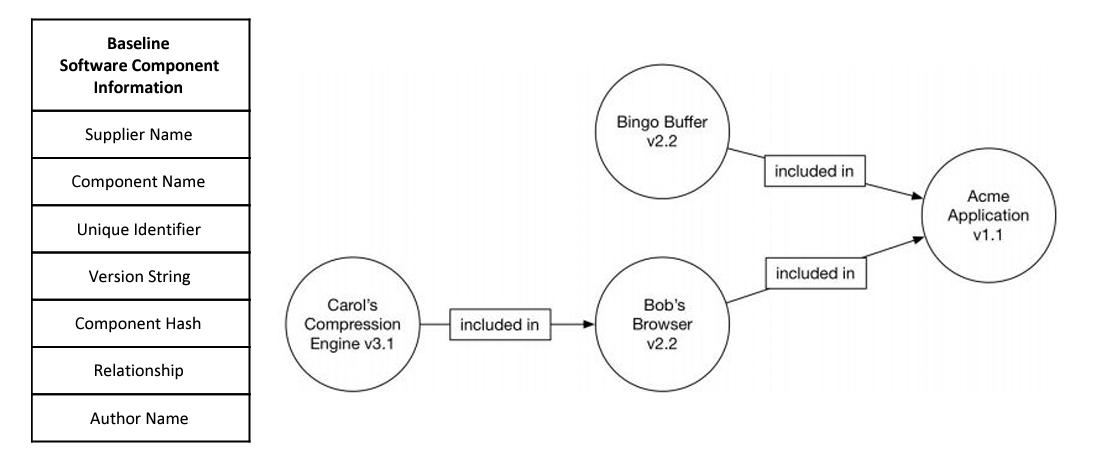 Baseline
Software Component
Information
Supplier Name
Component Name
Unique Identifier
Version String
Component Hash
Relationship
Author Name
Bingo Buffer
v2.2
included in
Acme
Application
v1.1
included in
Carol's
Compression
Engine v3.1
included in
Bob's
Browser
v2.2